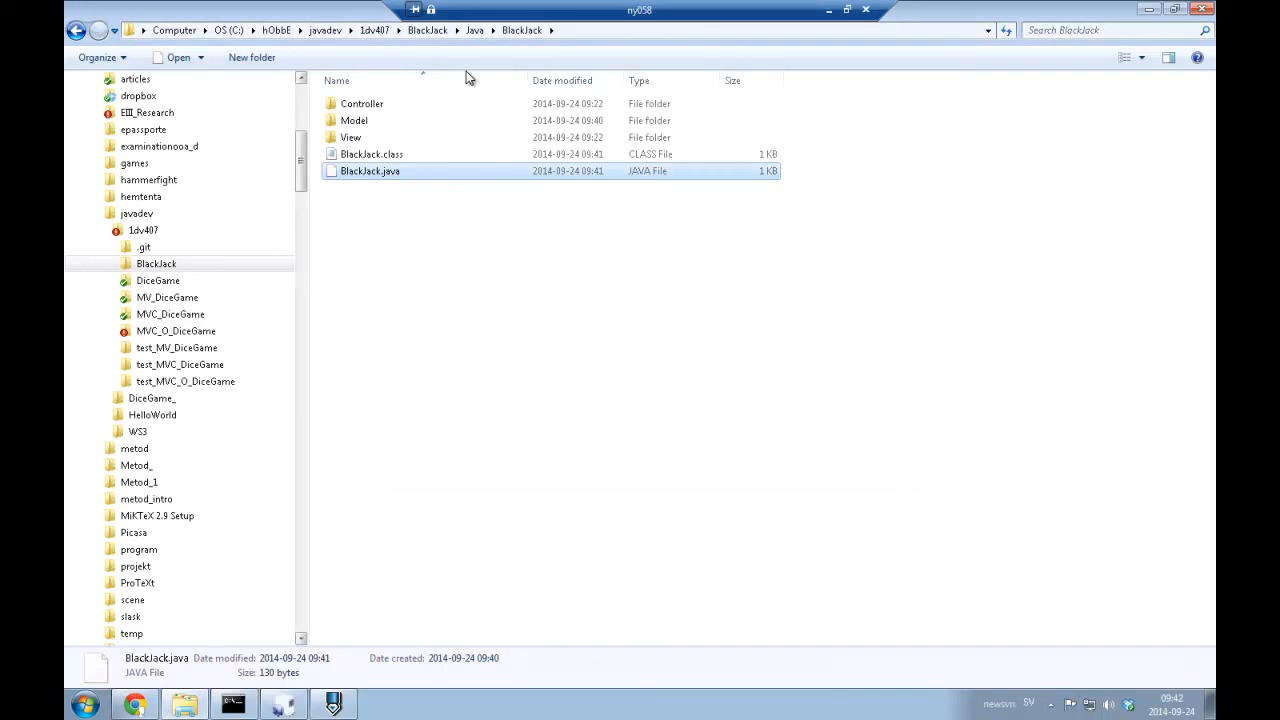 ny058
Computer ▸ OS (C:) ▸ hObbE ▸ javadev ▸ 1dv407 ▸ BlackJack ▸ Java ▸ BlackJack ▸
Search BlackJack
Organize
Open
New folder
articles
dropbox
EIII_Research
epassporte
examinationooa_d
games
hammerfight
hemtenta
javadev
1dv407
.git
BlackJack
DiceGame
MV_DiceGame
MVC_DiceGame
MVC_O_DiceGame
test_MV_DiceGame
test_MVC_DiceGame
test_MVC_O_DiceGame
DiceGame_
HelloWorld
WS3
metod
Metod_
Metod_1
metod_intro
MiKTeX 2.9 Setup
Picasa
program
projekt
ProTeXt
scene
slask
temp
Name Date modified Type Size
Controller 2014-09-24 09:22 File folder
Model 2014-09-24 09:40 File folder
View 2014-09-24 09:22 File folder
BlackJack.class 2014-09-24 09:41 CLASS File 1 KB
BlackJack.java 2014-09-24 09:41 JAVA File 1 KB
BlackJack.java Date modified: 2014-09-24 09:41 Date created: 2014-09-24 09:40
JAVA File Size: 130 bytes
newsvn SV
09:42
2014-09-24